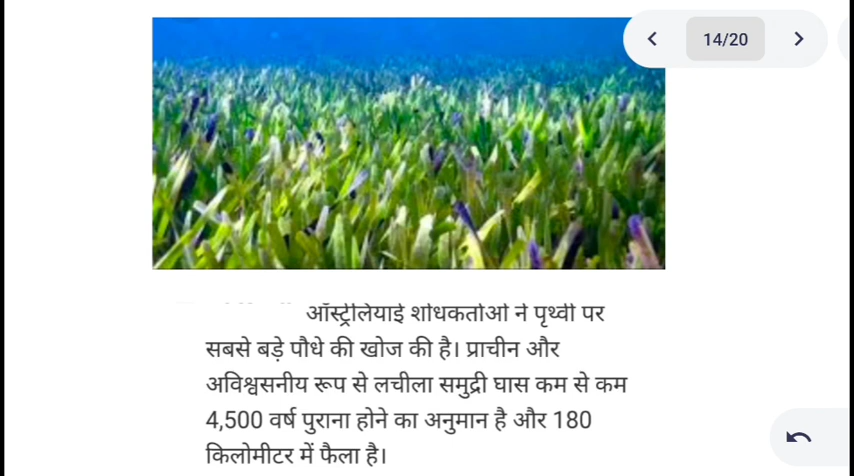 14/20
ऑस्ट्रेलियाई शोधकर्ताओं ने पृथ्वी पर
सबसे बड़े पौधे की खोज की है। प्राचीन और
अविश्वसनीय रूप से लचीला समुद्री घास कम से कम
4,500 वर्ष पुराना होने का अनुमान है और 180
किलोमीटर में फैला है।